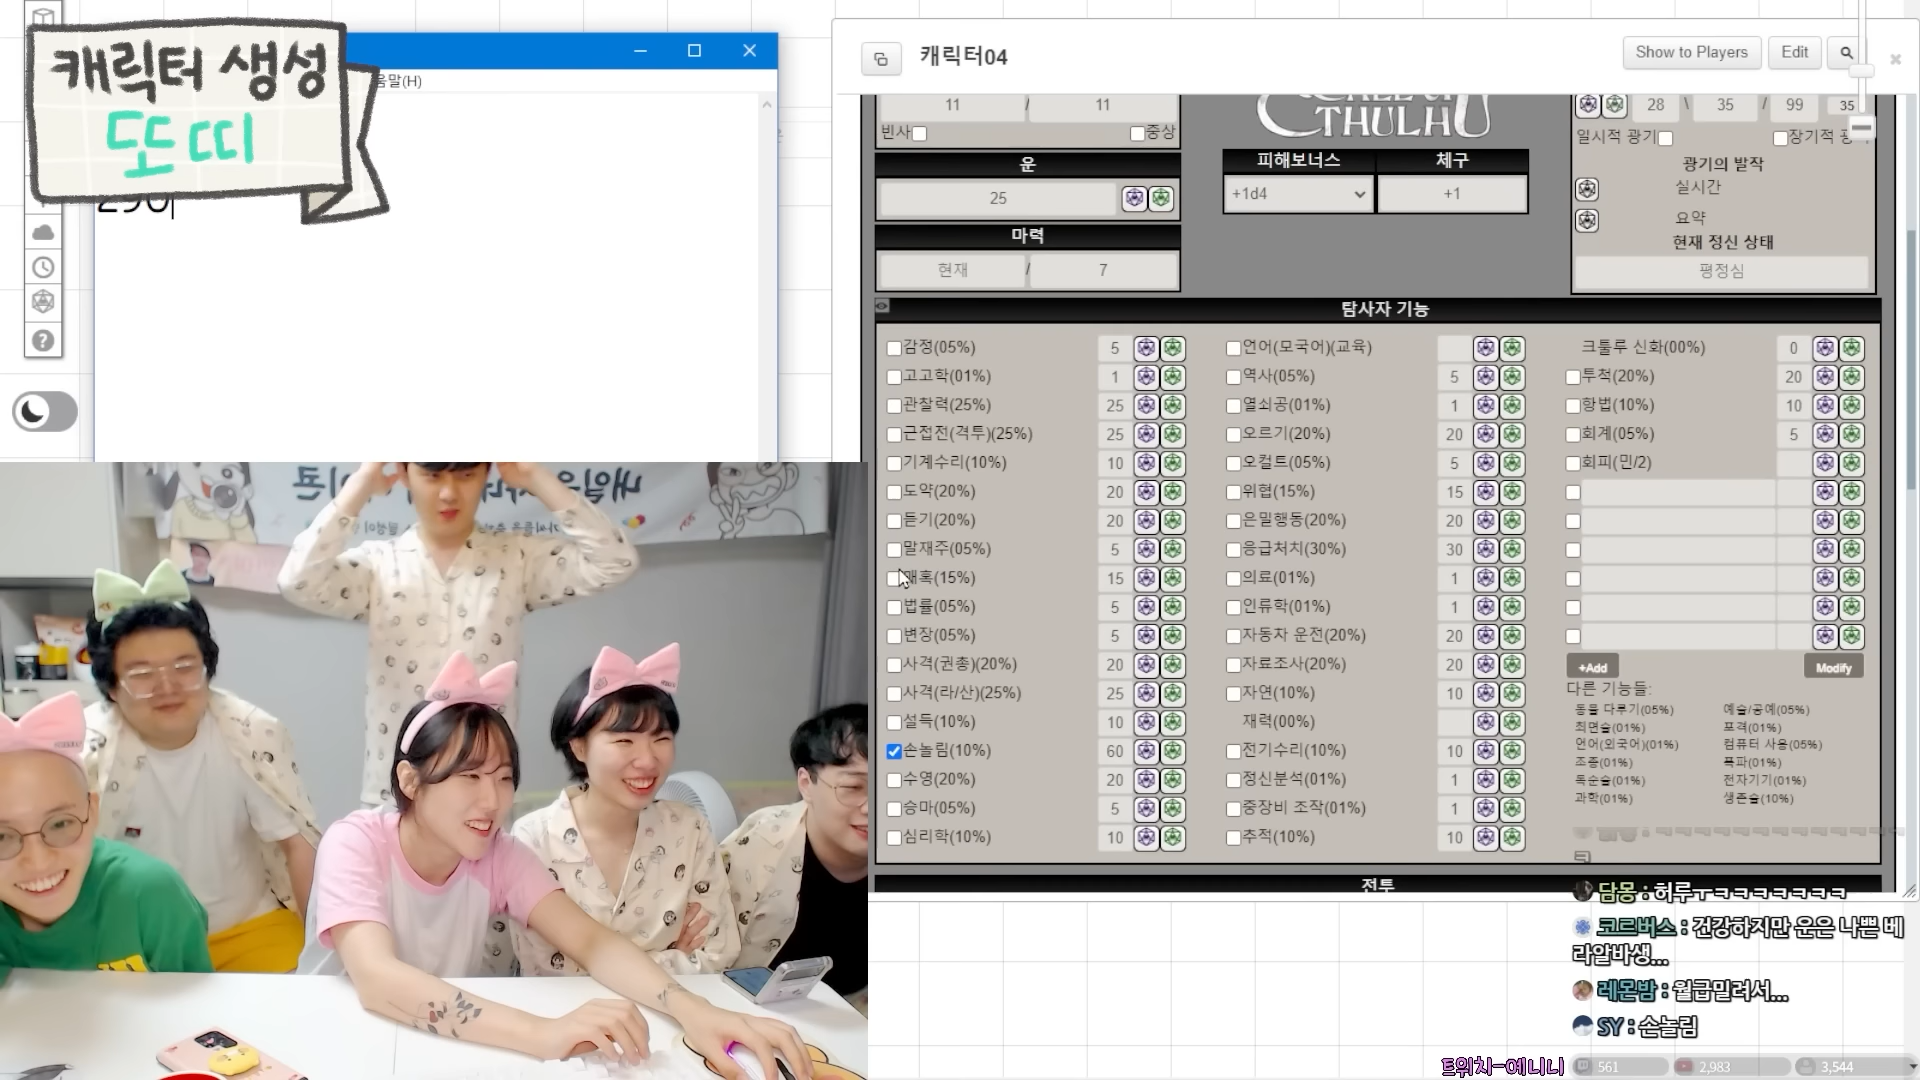 캐릭터 생성
또띠
움말(H)
290
캐릭터04
Show to Players
Edit
11 / 11
빈사
중상
CALL OF
CTHULHU
28 \ 35 / 99
35
일시적 광기
장기적 광
운
25
피해보너스
체구
+1d4
+1
광기의 발작
실시간
요약
현재 정신 상태
평정심
마력
현재 / 7
탐사자 기능
감정(05%) 5
고고학(01%) 1
관찰력(25%) 25
근접전(격투)(25%) 25
기계수리(10%) 10
도약(20%) 20
듣기(20%) 20
말재주(05%) 5
매혹(15%) 15
법률(05%) 5
변장(05%) 5
사격(권총)(20%) 20
사격(라/산)(25%) 25
설득(10%) 10
손놀림(10%) 60
수영(20%) 20
승마(05%) 5
심리학(10%) 10
언어(모국어)(교육)
역사(05%) 5
열쇠공(01%) 1
오르기(20%) 20
오컬트(05%) 5
위협(15%) 15
은밀행동(20%) 20
응급처치(30%) 30
의료(01%) 1
인류학(01%) 1
자동차 운전(20%) 20
자료조사(20%) 20
자연(10%) 10
재력(00%)
전기수리(10%) 10
정신분석(01%) 1
중장비 조작(01%) 1
추적(10%) 10
크툴루 신화(00%) 0
투척(20%) 20
항법(10%) 10
회계(05%) 5
회피(민/2)
+Add
Modify
다른 기능들:
동물 다루기(05%)
최면술(01%)
언어(외국어)(01%)
조종(01%)
독순술(01%)
과학(01%)
예술/공예(05%)
포격(01%)
컴퓨터 사용(05%)
폭파(01%)
전자기기(01%)
생존술(10%)
전투
담몽 : 허루ㅜㅋㅋㅋㅋㅋㅋㅋ
코르버스 : 건강하지만 운은 나쁜 베
라알바생...
레몬밤 : 월급밀려서...
SY : 손놀림
트위치-예니니
561
2,983
3,544